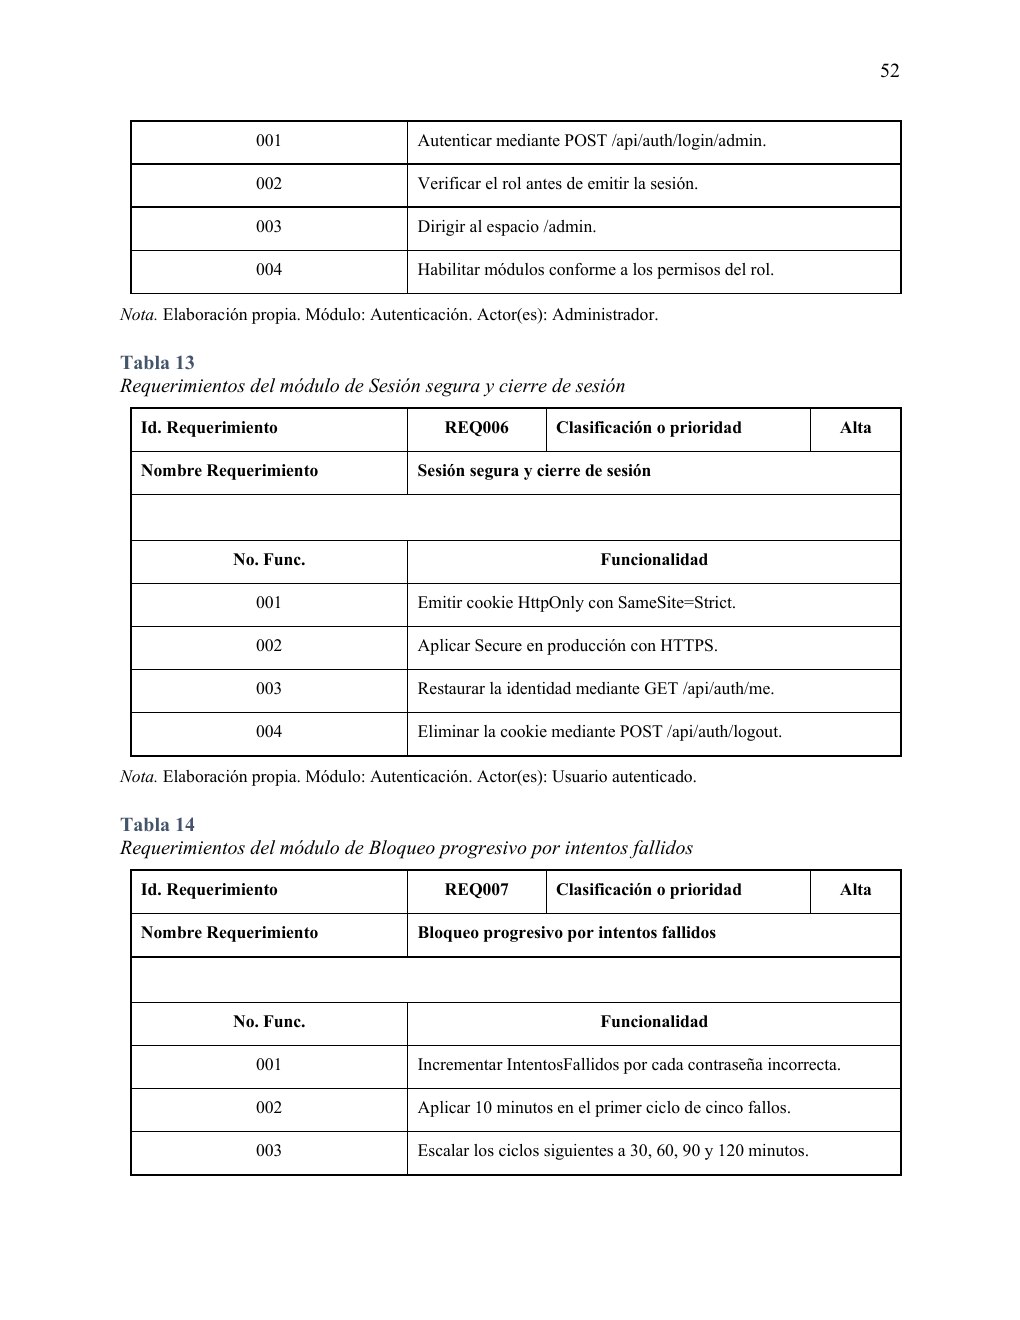 52
001 Autenticar mediante POST /api/auth/login/admin.
002 Verificar el rol antes de emitir la sesión.
003 Dirigir al espacio /admin.
004 Habilitar módulos conforme a los permisos del rol.
Nota. Elaboración propia. Módulo: Autenticación. Actor(es): Administrador.
Tabla 13
Requerimientos del módulo de Sesión segura y cierre de sesión
Id. Requerimiento REQ006 Clasificación o prioridad Alta
Nombre Requerimiento Sesión segura y cierre de sesión
No. Func. Funcionalidad
001 Emitir cookie HttpOnly con SameSite=Strict.
002 Aplicar Secure en producción con HTTPS.
003 Restaurar la identidad mediante GET /api/auth/me.
004 Eliminar la cookie mediante POST /api/auth/logout.
Nota. Elaboración propia. Módulo: Autenticación. Actor(es): Usuario autenticado.
Tabla 14
Requerimientos del módulo de Bloqueo progresivo por intentos fallidos
Id. Requerimiento REQ007 Clasificación o prioridad Alta
Nombre Requerimiento Bloqueo progresivo por intentos fallidos
No. Func. Funcionalidad
001 Incrementar IntentosFallidos por cada contraseña incorrecta.
002 Aplicar 10 minutos en el primer ciclo de cinco fallos.
003 Escalar los ciclos siguientes a 30, 60, 90 y 120 minutos.